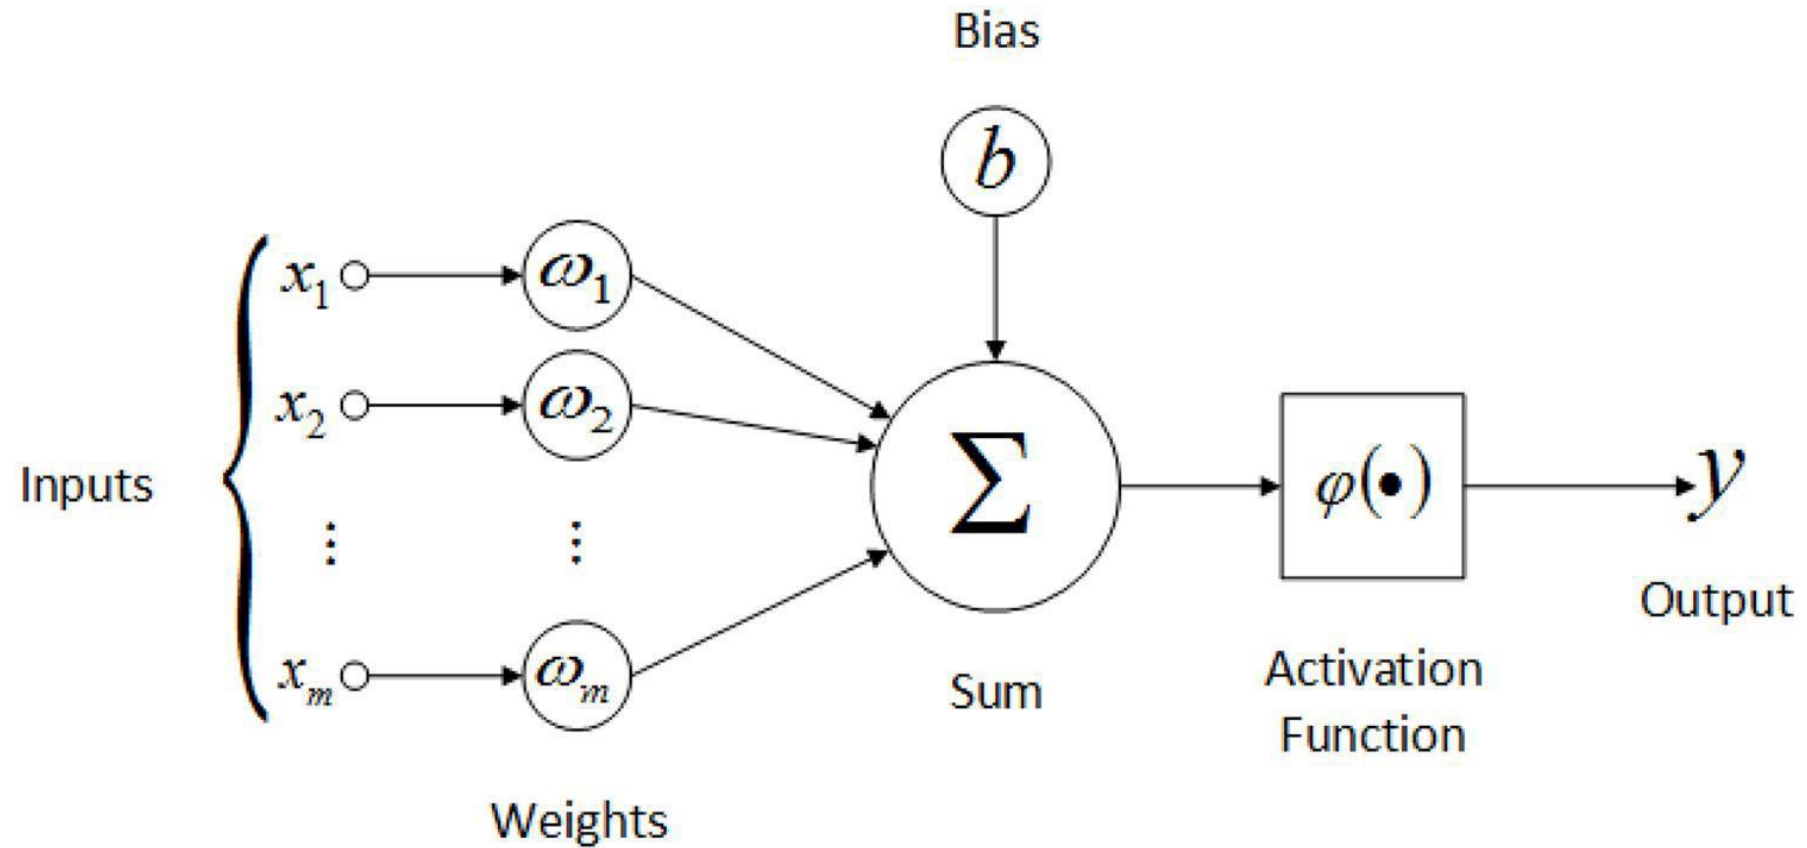 Bias
b
x₁ ω₁
x₂ ω₂
Inputs
Σ
φ(•)
y
⋮ ⋮
Output
xₘ ωₘ
Sum
Activation
Function
Weights